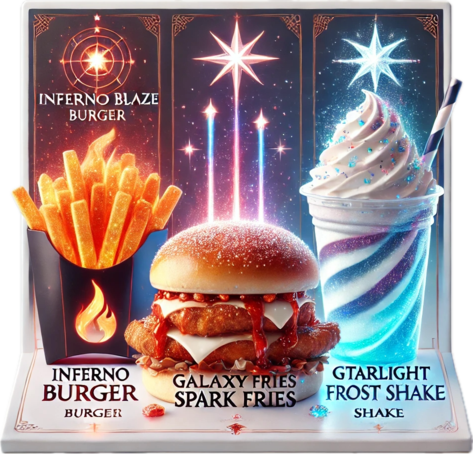 INFERNO BLAZE
BURGER
INFERNO
BURGER
BURGER
GALAXY FRIES
SPARK FRIES
GTARLIGHT
FROST SHAKE
SHAKE